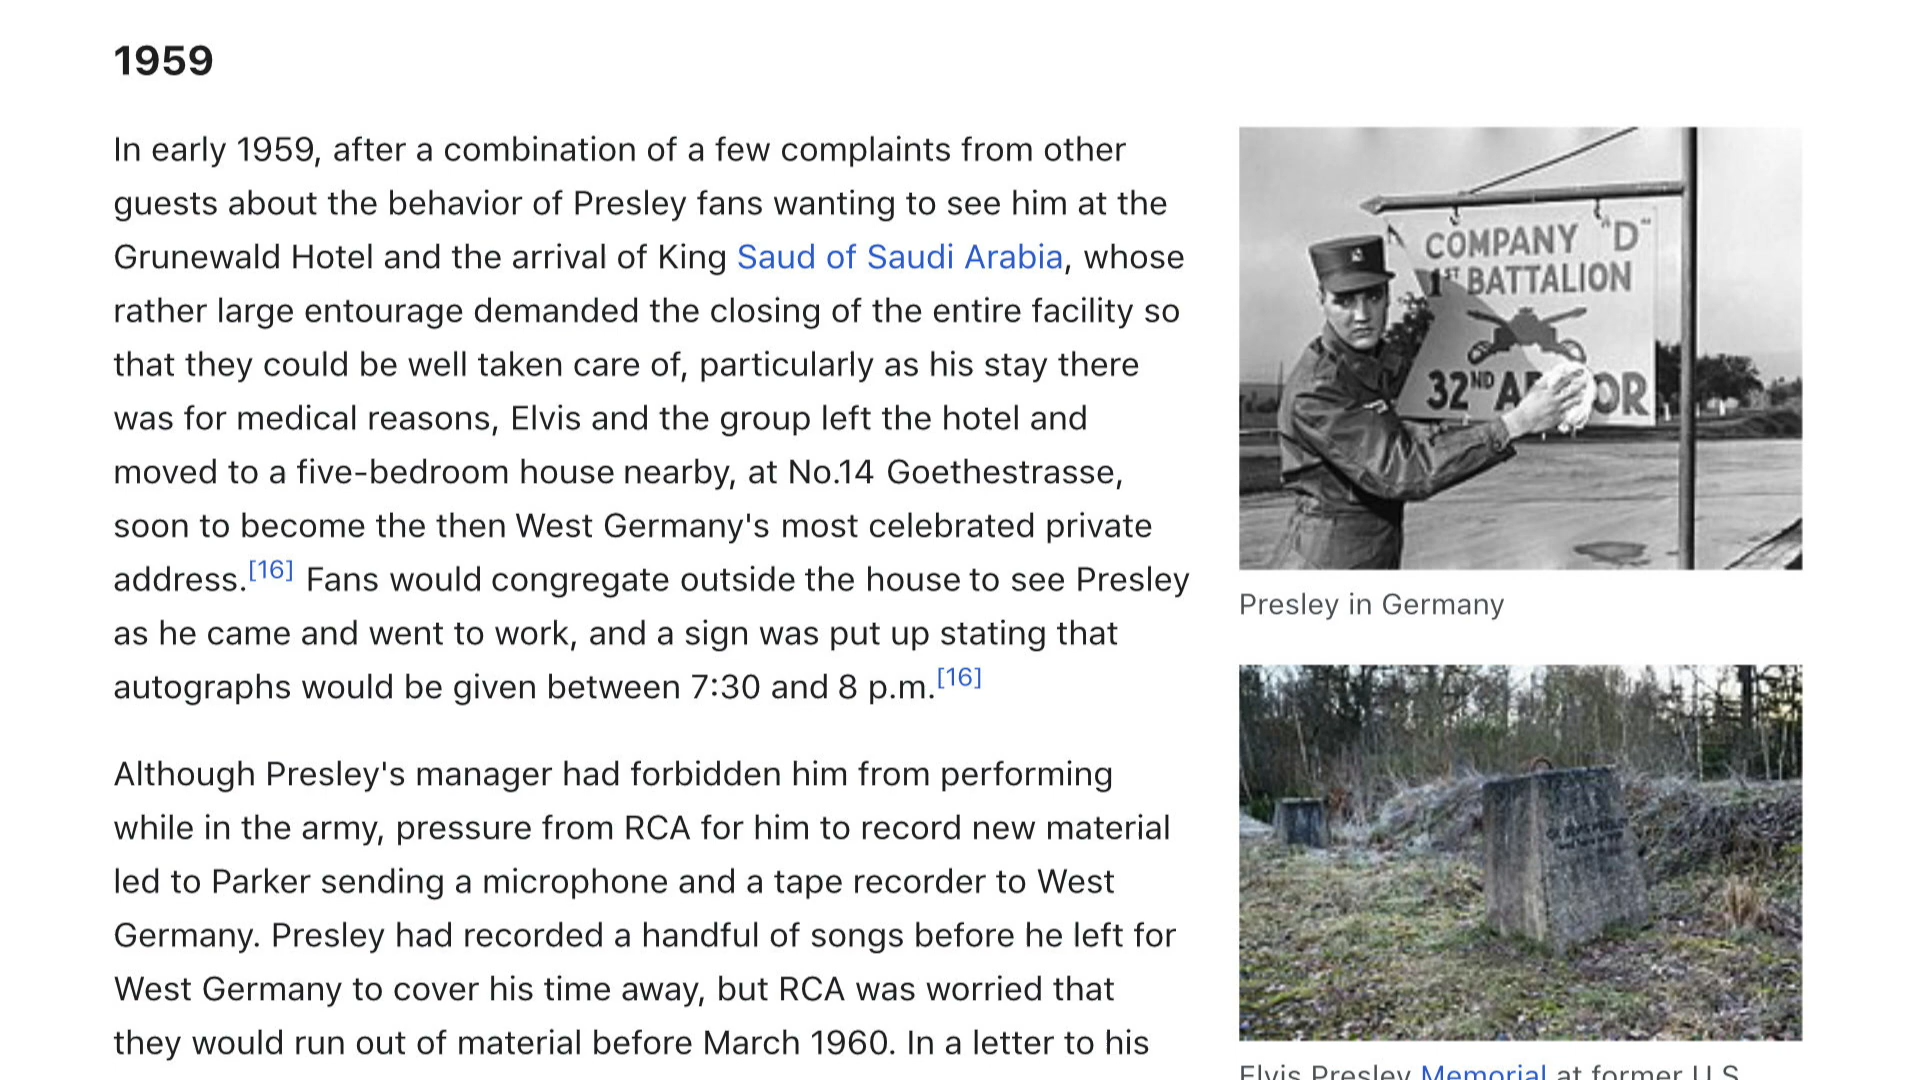 1959
In early 1959, after a combination of a few complaints from other
guests about the behavior of Presley fans wanting to see him at the
Grunewald Hotel and the arrival of King Saud of Saudi Arabia, whose
rather large entourage demanded the closing of the entire facility so
that they could be well taken care of, particularly as his stay there
was for medical reasons, Elvis and the group left the hotel and
moved to a five-bedroom house nearby, at No.14 Goethestrasse,
soon to become the then West Germany's most celebrated private
address.[16] Fans would congregate outside the house to see Presley
as he came and went to work, and a sign was put up stating that
autographs would be given between 7:30 and 8 p.m.[16]
Although Presley's manager had forbidden him from performing
while in the army, pressure from RCA for him to record new material
led to Parker sending a microphone and a tape recorder to West
Germany. Presley had recorded a handful of songs before he left for
West Germany to cover his time away, but RCA was worried that
they would run out of material before March 1960. In a letter to his
COMPANY "D"
1ST BATTALION
32ND A OR
Presley in Germany
Elvis Presley Memorial at former U.S.